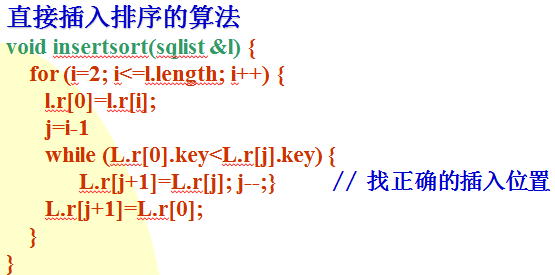 直接插入排序的算法
void insertsort(sqlist &l) {
for (i=2; i<=l.length; i++) {
l.r[0]=l.r[i];
j=i-1
while (L.r[0].key<L.r[j].key) {
L.r[j+1]=L.r[j]; j--;} // 找正确的插入位置
L.r[j+1]=L.r[0];
}
}